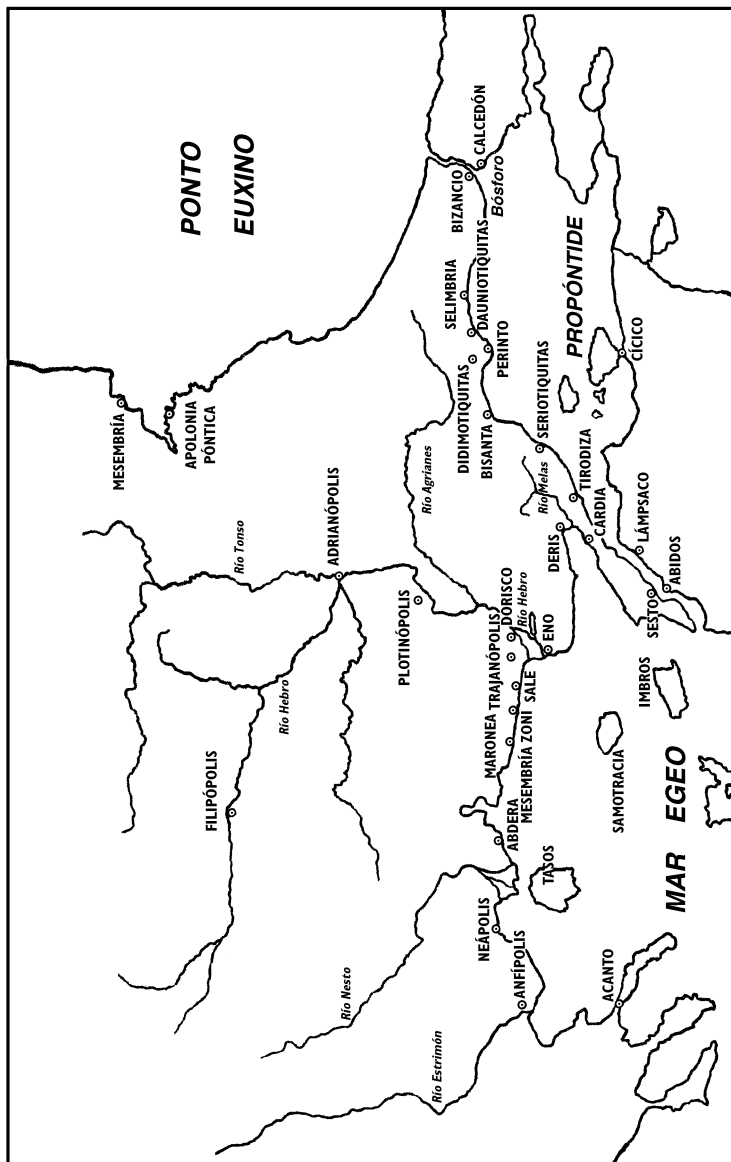 PONTO
EUXINO
MESEMBRÍA
APOLONIA
PÓNTICA
CALCEDÓN
BIZANCIO
Bósforo
SELIMBRIA
DAUNIOTIQUITAS
PERINTO
DIDIMOTIQUITAS
BISANTA
SERIOTIQUITAS
PROPÓNTIDE
CÍCICO
Río Tonso
ADRIANÓPOLIS
Río Agrianes
Río Melas
TIRODIZA
CARDIA
DERIS
LÁMPSACO
ABIDOS
SESTO
PLOTINÓPOLIS
DORISCO
Río Hebro
ENO
TRAJANÓPOLIS
SALE
ZONI
MARONEA
MESEMBRÍA
IMBROS
SAMOTRACIA
MAR EGEO
Río Hebro
FILIPÓPOLIS
ABDERA
TASOS
NEÁPOLIS
Río Nesto
ANFÍPOLIS
ACANTO
Río Estrimón